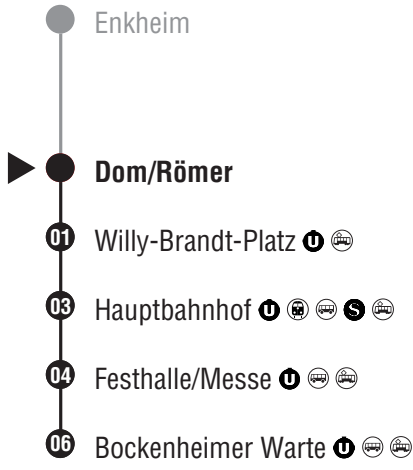 Enkheim
Dom/Römer
01 Willy-Brandt-Platz U
03 Hauptbahnhof U S
04 Festhalle/Messe U
06 Bockenheimer Warte U